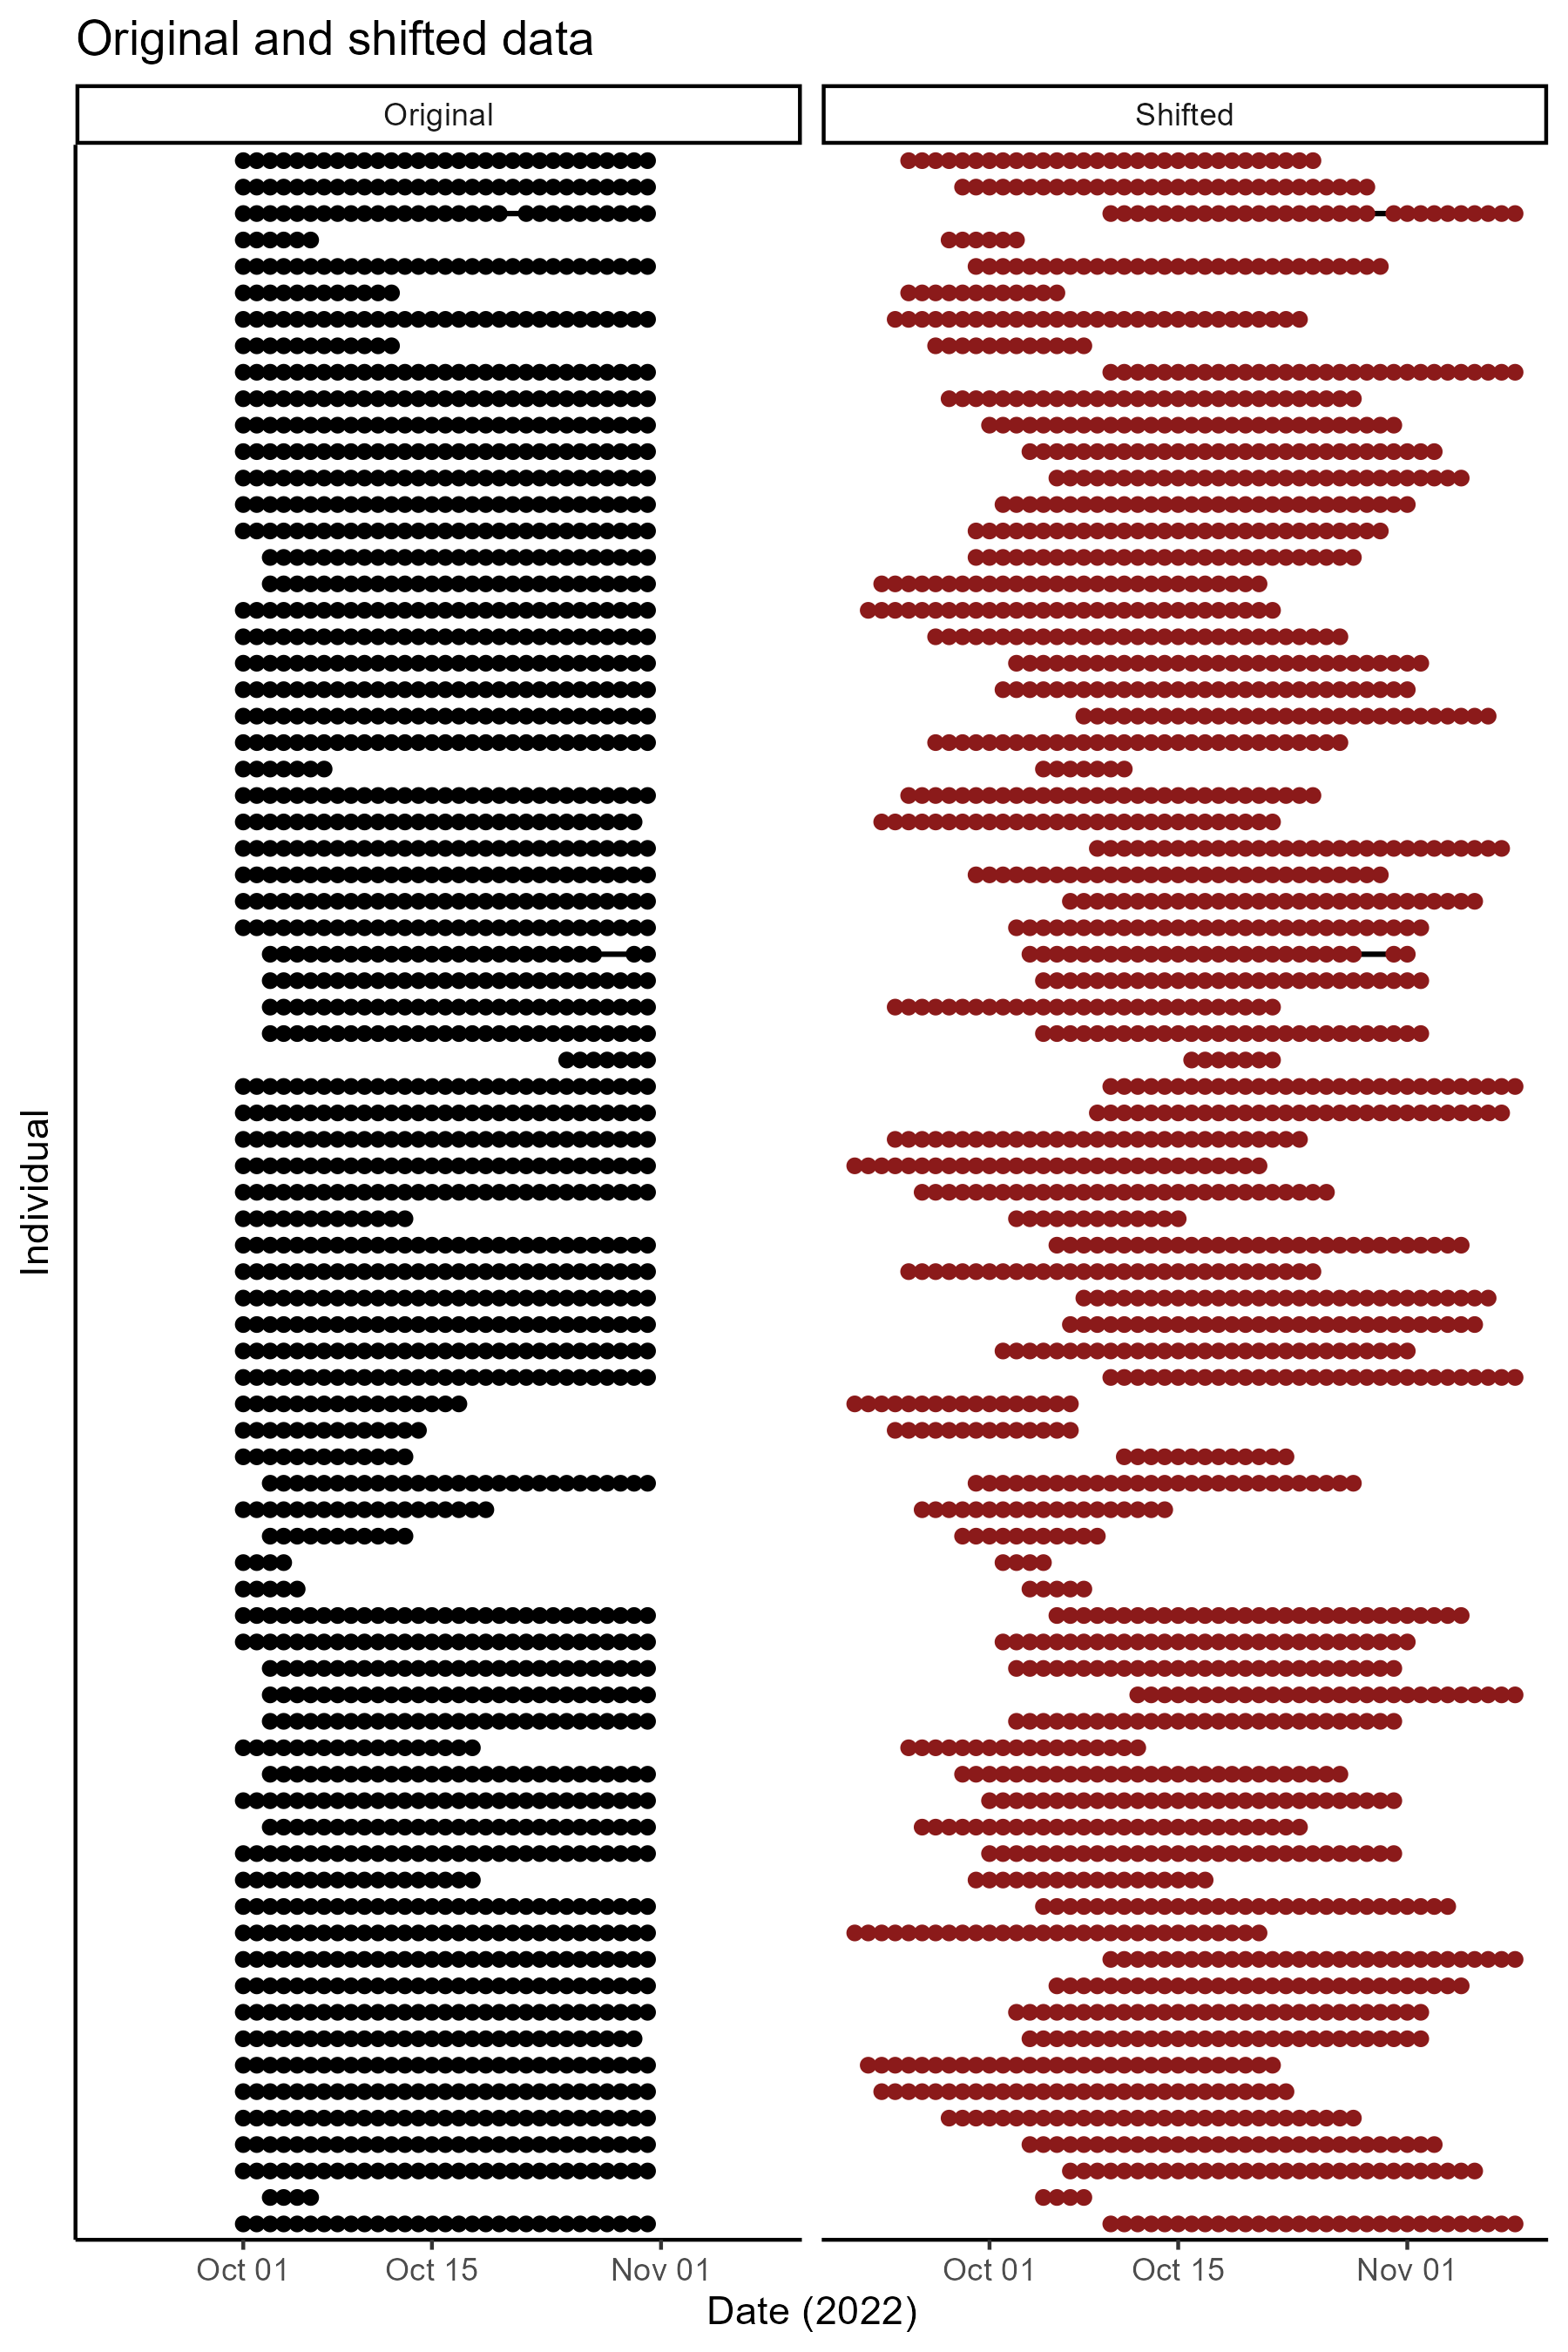 Original and shifted data
Original
Shifted
Individual
Oct 01
Oct 15
Nov 01
Oct 01
Oct 15
Nov 01
Date (2022)